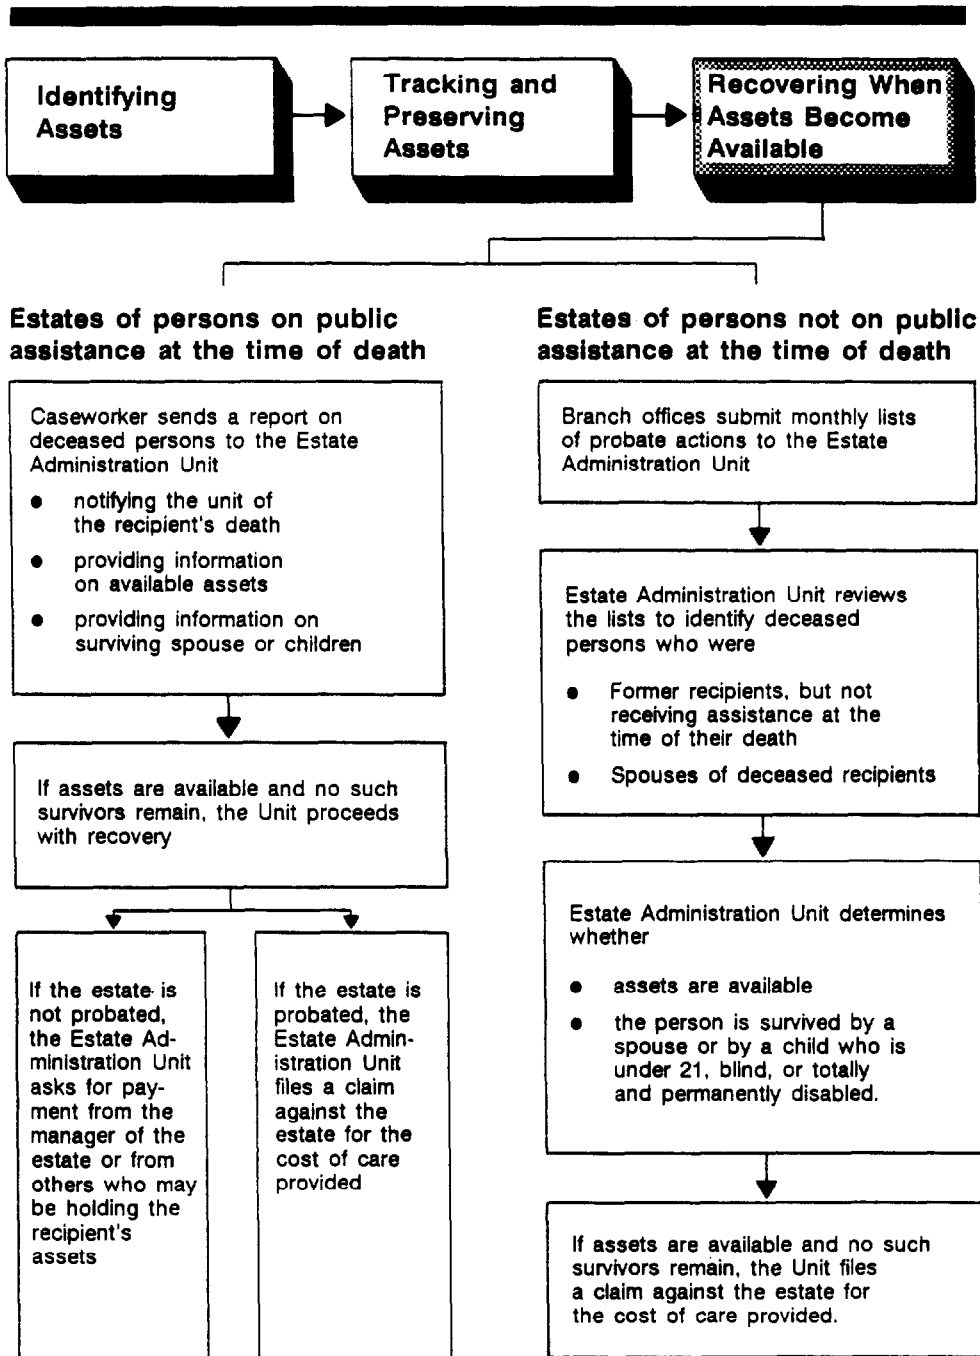 Identifying
Assets
Tracking and
Preserving
Assets
Recovering When
Assets Become
Available
Estates of persons on public
assistance at the time of death
Caseworker sends a report on
deceased persons to the Estate
Administration Unit
● notifying the unit of
the recipient's death
● providing information
on available assets
● providing information on
surviving spouse or children
If assets are available and no such
survivors remain, the Unit proceeds
with recovery
If the estate is
not probated,
the Estate Ad-
ministration Unit
asks for pay-
ment from the
manager of the
estate or from
others who may
be holding the
recipient's
assets
If the estate is
probated, the
Estate Admin-
istration Unit
files a claim
against the
estate for the
cost of care
provided
Estates of persons not on public
assistance at the time of death
Branch offices submit monthly lists
of probate actions to the Estate
Administration Unit
Estate Administration Unit reviews
the lists to identify deceased
persons who were
● Former recipients, but not
receiving assistance at the
time of their death
● Spouses of deceased recipients
Estate Administration Unit determines
whether
● assets are available
● the person is survived by a
spouse or by a child who is
under 21, blind, or totally
and permanently disabled.
If assets are available and no such
survivors remain, the Unit files
a claim against the estate for
the cost of care provided.